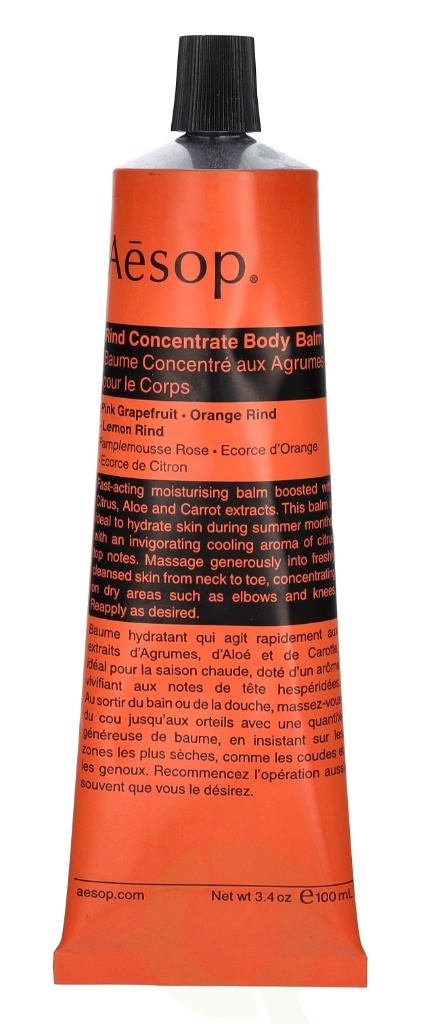 Aēsop®
Rind Concentrate Body Balm
Baume Concentré aux Agrumes
pour le Corps
Pink Grapefruit • Orange Rind
• Lemon Rind
Pamplemousse Rose • Ecorce d'Orange
• Ecorce de Citron
Fast-acting moisturising balm boosted with
Citrus, Aloe and Carrot extracts. This balm is
ideal to hydrate skin during summer months
with an invigorating cooling aroma of citrus
top notes. Massage generously into freshly
cleansed skin from neck to toe, concentrating
on dry areas such as elbows and knees.
Reapply as desired.
Baume hydratant qui agit rapidement aux
extraits d'Agrumes, d'Aloé et de Carotte,
idéal pour la saison chaude, doté d'un arôme
vivifiant aux notes de tête hespéridées.
Au sortir du bain ou de la douche, massez-vous
du cou jusqu'aux orteils avec une quantité
généreuse de baume, en insistant sur les
zones les plus sèches, comme les coudes et
les genoux. Recommencez l'opération aussi
souvent que vous le désirez.
aesop.com Net wt 3.4 oz ℮ 100 mL